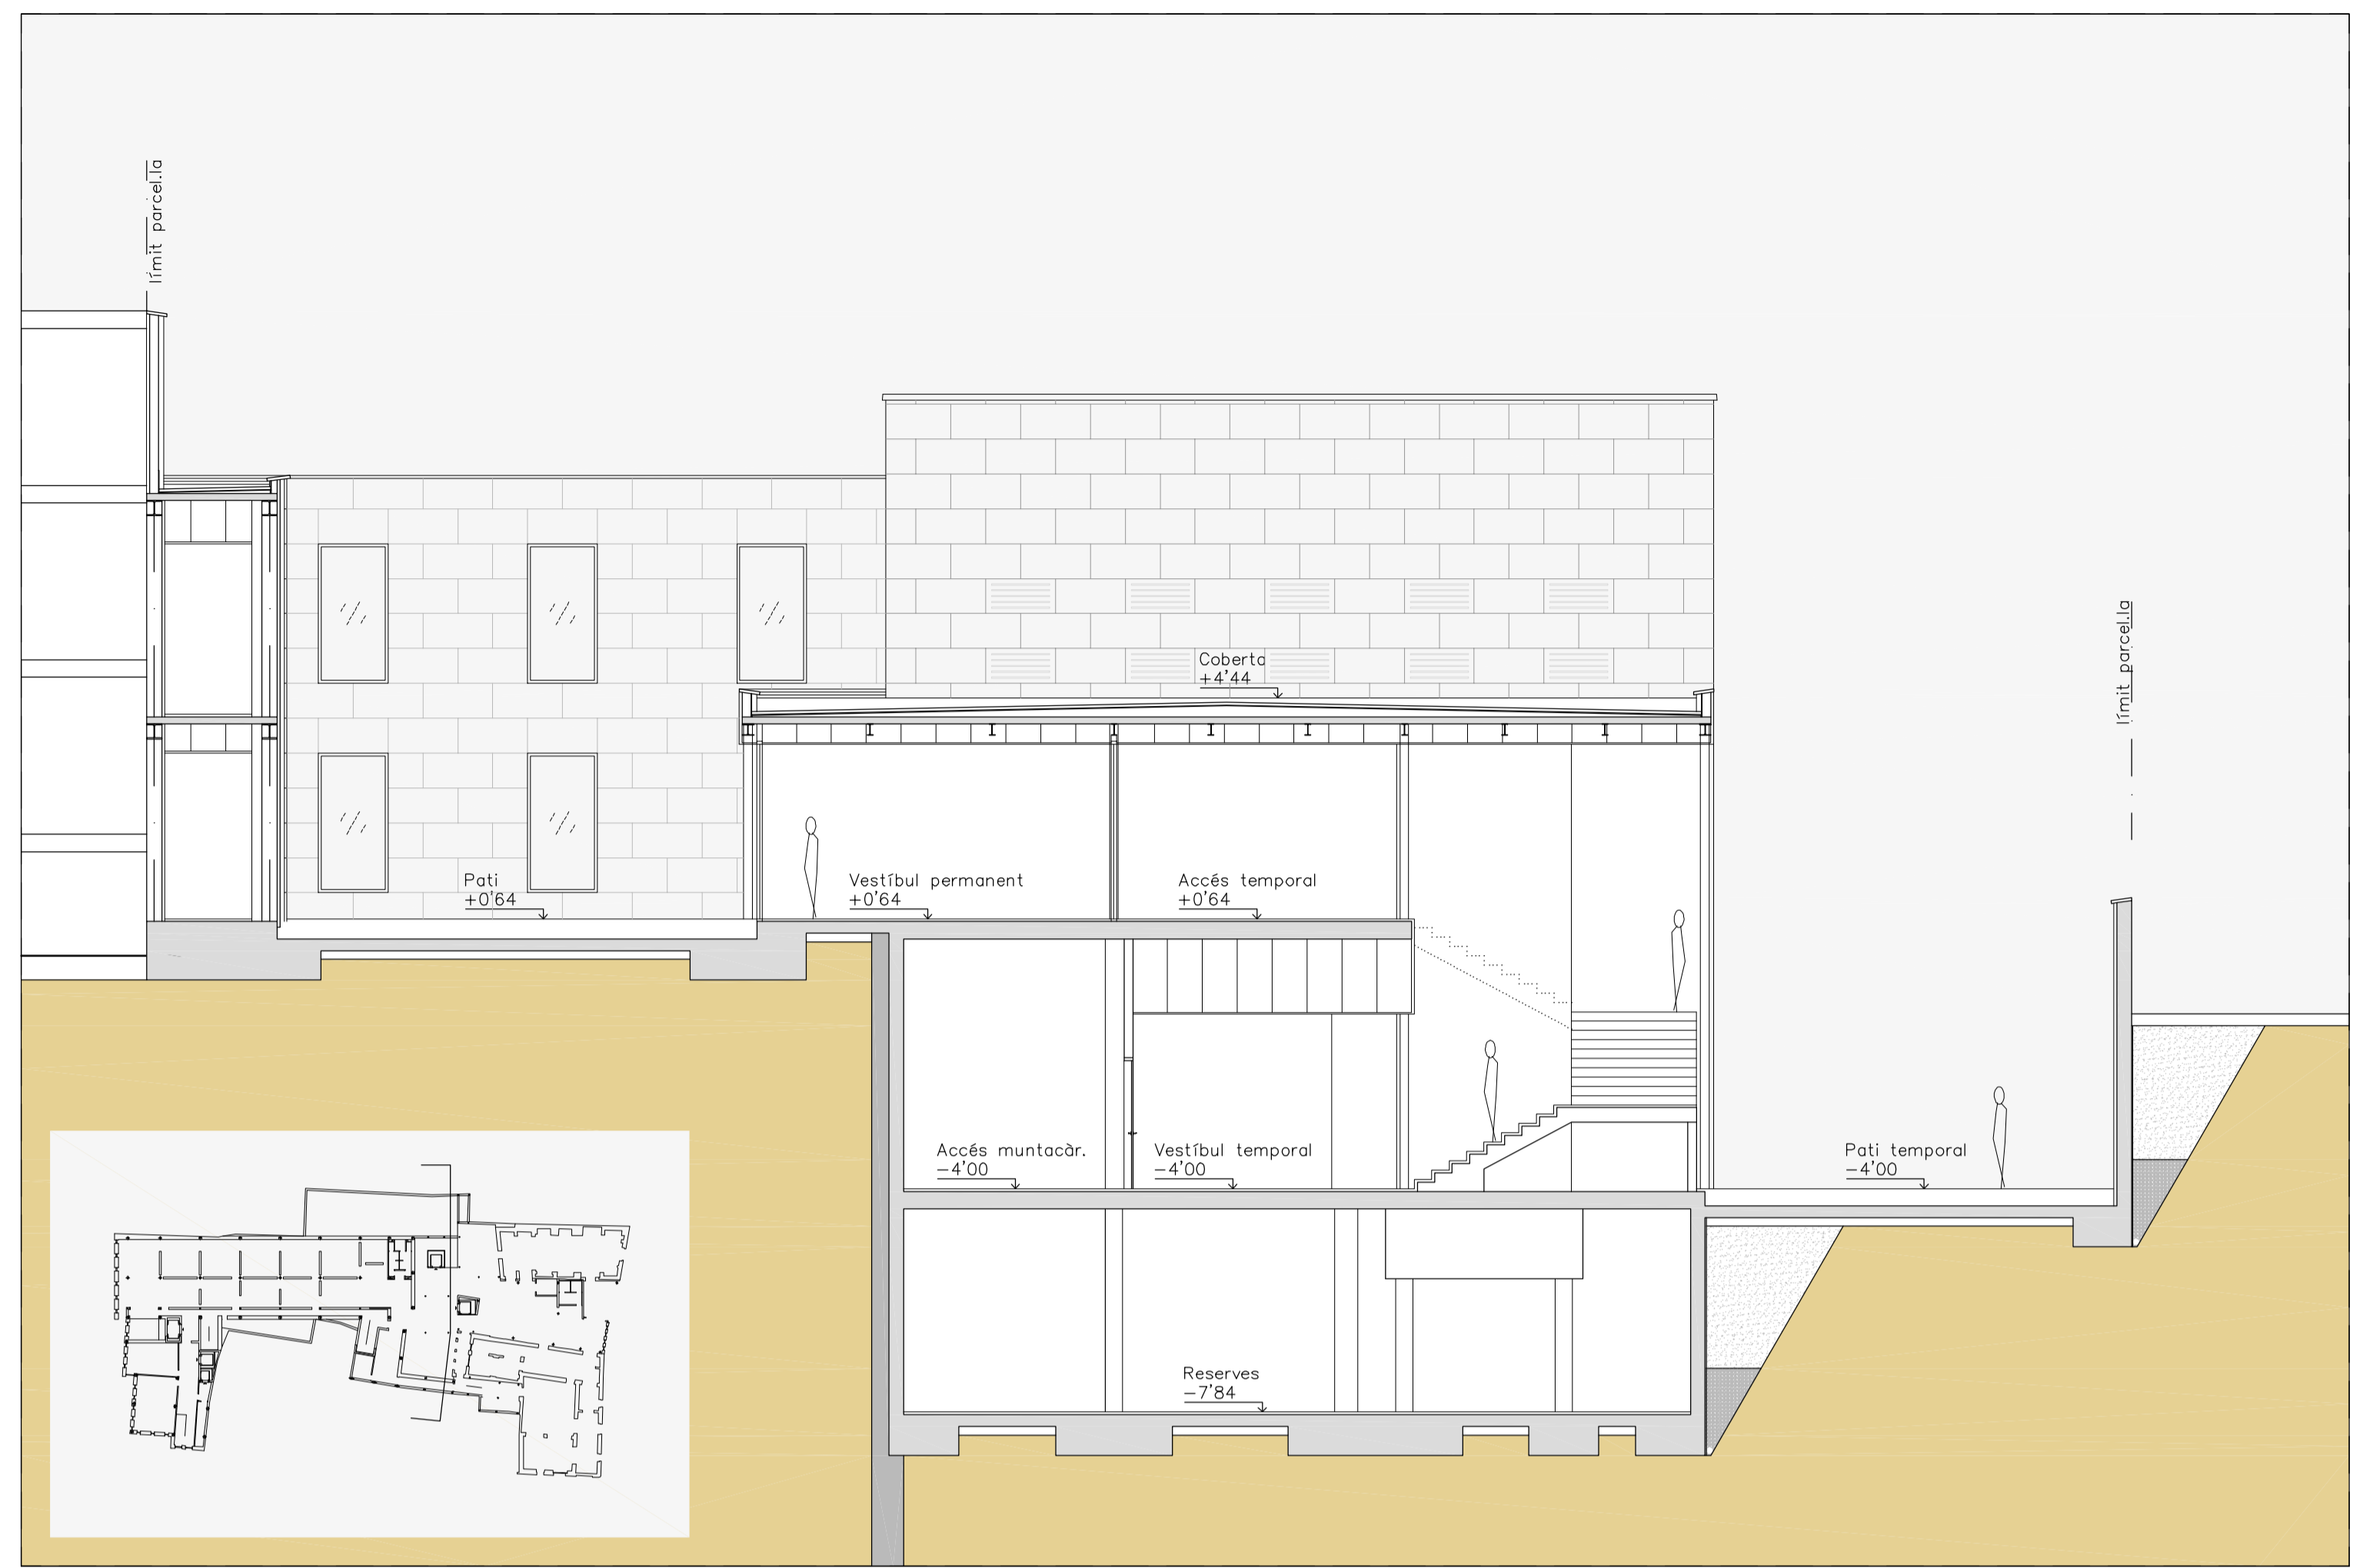 límit parcel.la
límit parcel.la
Coberta
+4'44
Pati
+0'64
Vestíbul permanent
+0'64
Accés temporal
+0'64
Accés muntacàr.
-4'00
Vestíbul temporal
-4'00
Pati temporal
-4'00
Reserves
-7'84